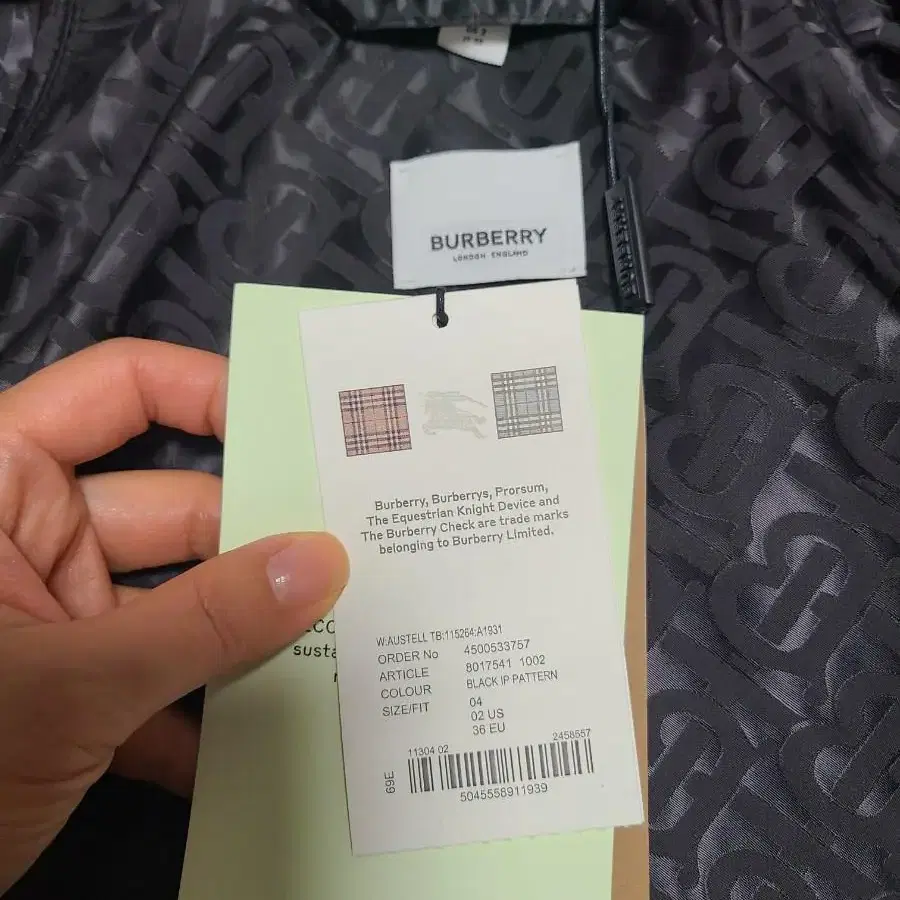 BURBERRY
LONDON ENGLAND
Burberry, Burberrys, Prorsum,
The Equestrian Knight Device and
The Burberry Check are trade marks
belonging to Burberry Limited.
W:AUSTELL TB:115264:A1931
ORDER No 4500533757
ARTICLE 8017541 1002
COLOUR BLACK IP PATTERN
SIZE/FIT 04
02 US
36 EU
11304 02 2458557
69E
5045558911939